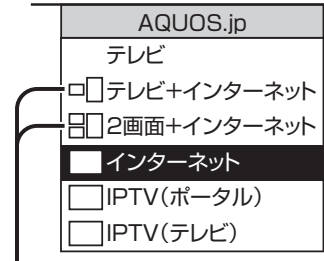 AQUOS.jp
テレビ
テレビ+インターネット
2画面+インターネット
インターネット
IPTV(ポータル)
IPTV(テレビ)